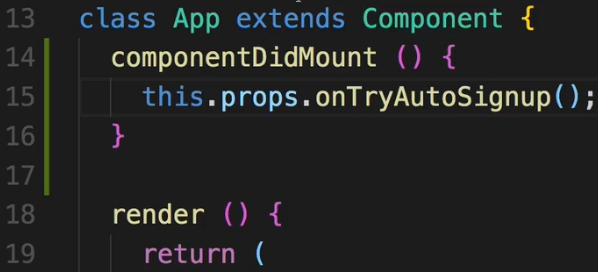 13 class App extends Component {
14 componentDidMount () {
15 this.props.onTryAutoSignup();
16 }
17
18 render () {
19 return (